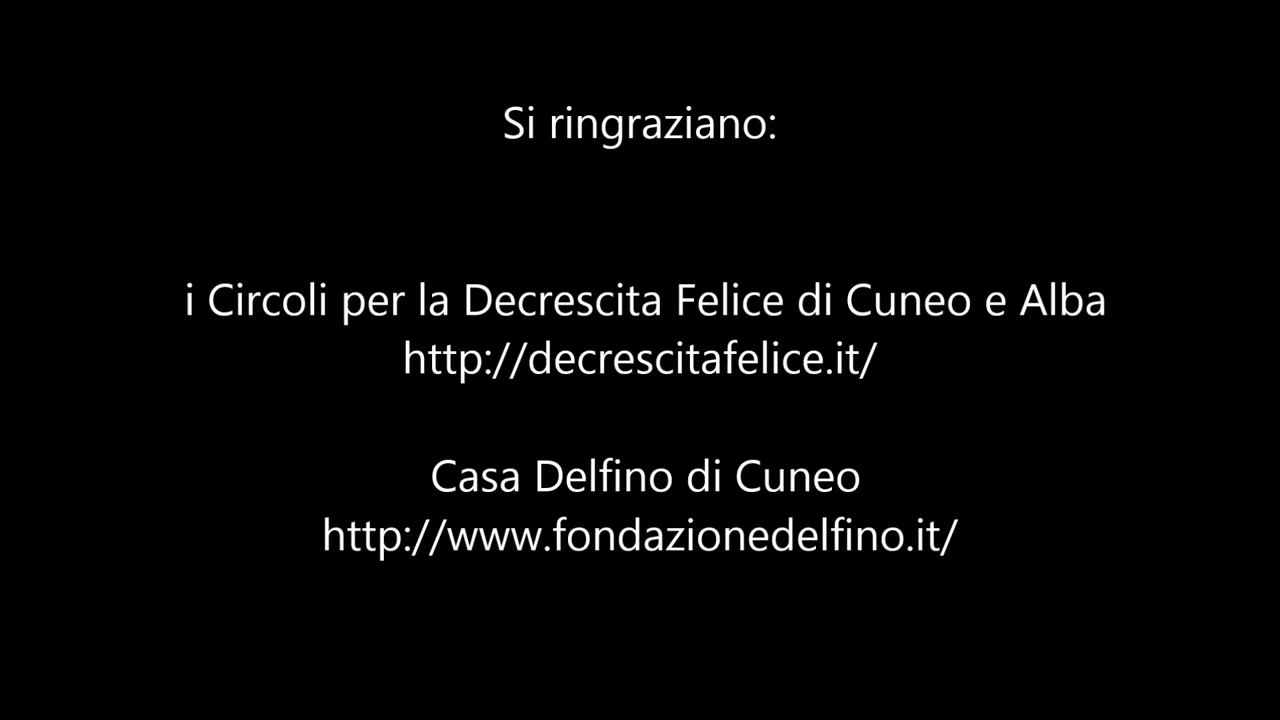 Si ringraziano:
i Circoli per la Decrescita Felice di Cuneo e Alba
http://decrescitafelice.it/
Casa Delfino di Cuneo
http://www.fondazionedelfino.it/